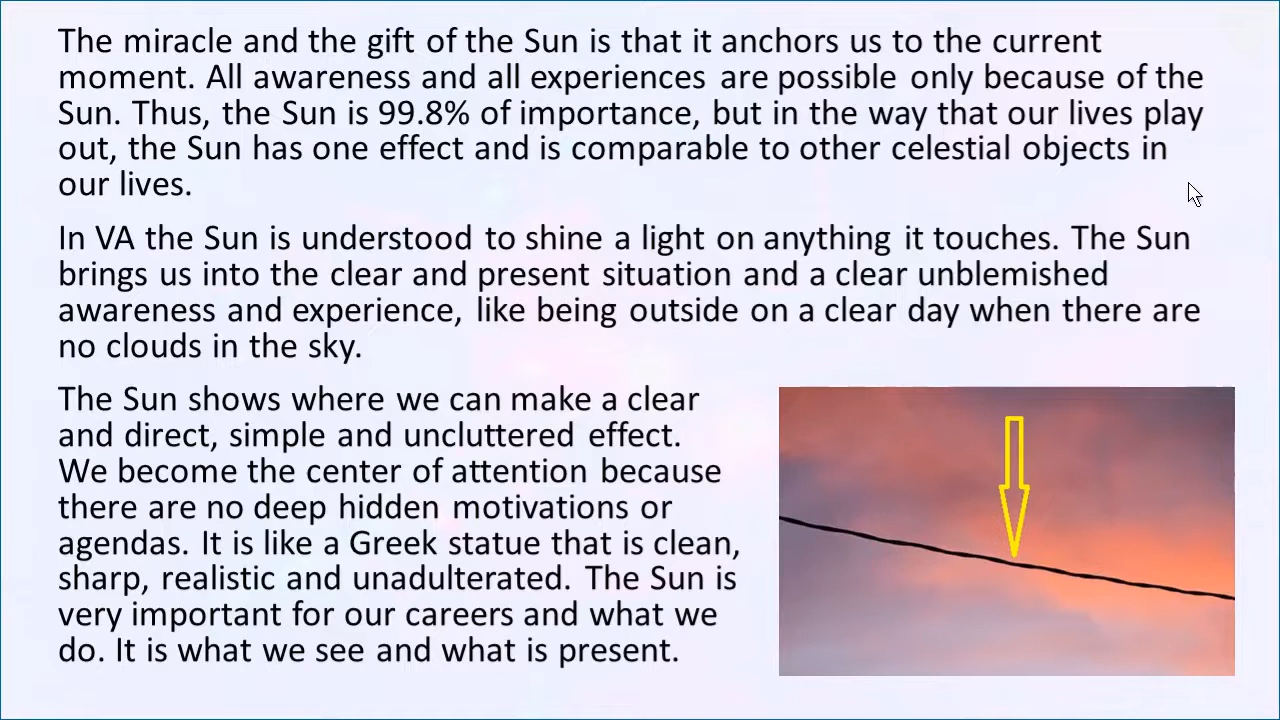 The miracle and the gift of the Sun is that it anchors us to the current
moment. All awareness and all experiences are possible only because of the
Sun. Thus, the Sun is 99.8% of importance, but in the way that our lives play
out, the Sun has one effect and is comparable to other celestial objects in
our lives.
In VA the Sun is understood to shine a light on anything it touches. The Sun
brings us into the clear and present situation and a clear unblemished
awareness and experience, like being outside on a clear day when there are
no clouds in the sky.
The Sun shows where we can make a clear
and direct, simple and uncluttered effect.
We become the center of attention because
there are no deep hidden motivations or
agendas. It is like a Greek statue that is clean,
sharp, realistic and unadulterated. The Sun is
very important for our careers and what we
do. It is what we see and what is present.